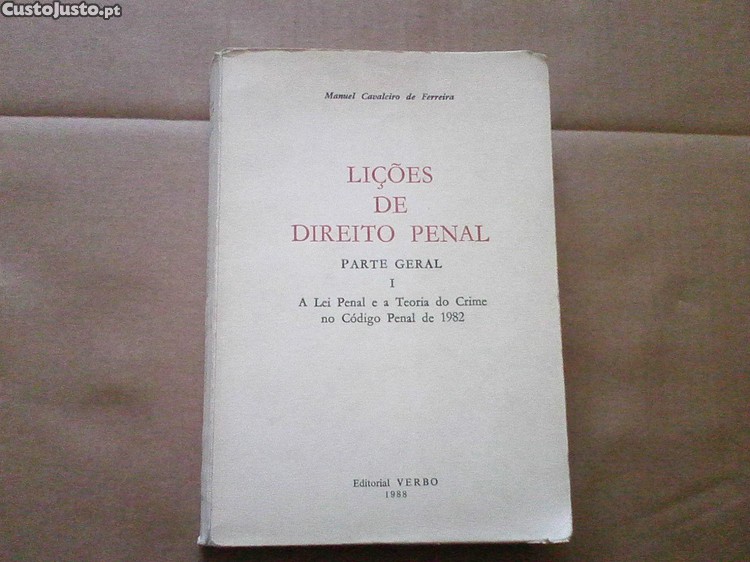 CustoJusto.pt
Manuel Cavaleiro de Ferreira
LIÇÕES
DE
DIREITO PENAL
PARTE GERAL
I
A Lei Penal e a Teoria do Crime
no Código Penal de 1982
Editorial VERBO
1988